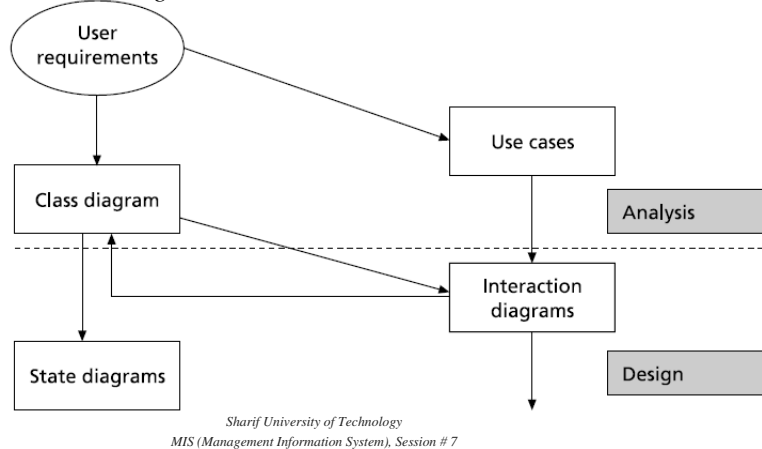 User
requirements
Use cases
Class diagram
Analysis
Interaction
diagrams
State diagrams
Design
Sharif University of Technology
MIS (Management Information System), Session # 7